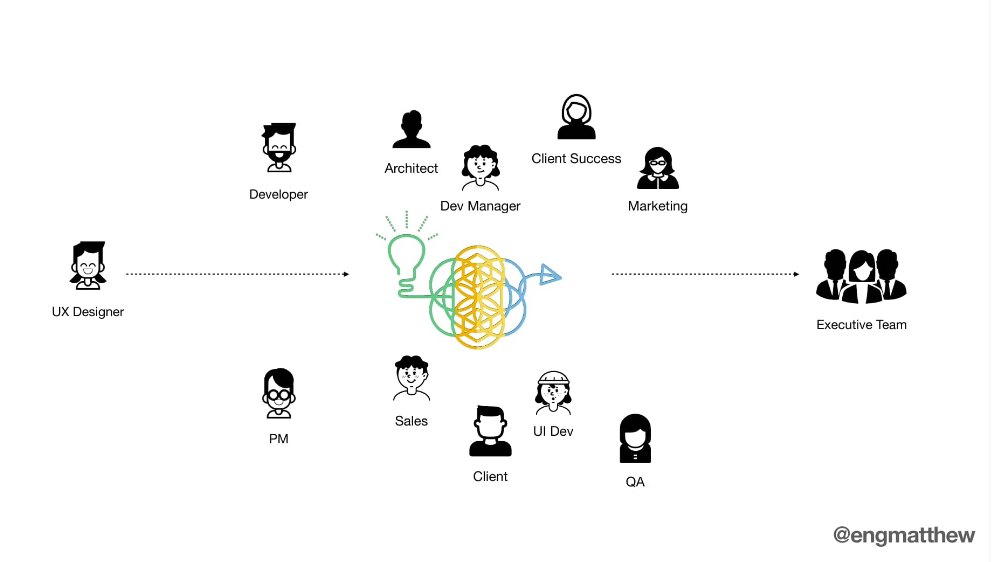 Client Success
Architect
Developer
Dev Manager
Marketing
UX Designer
Executive Team
Sales
UI Dev
PM
Client
QA
@engmatthew